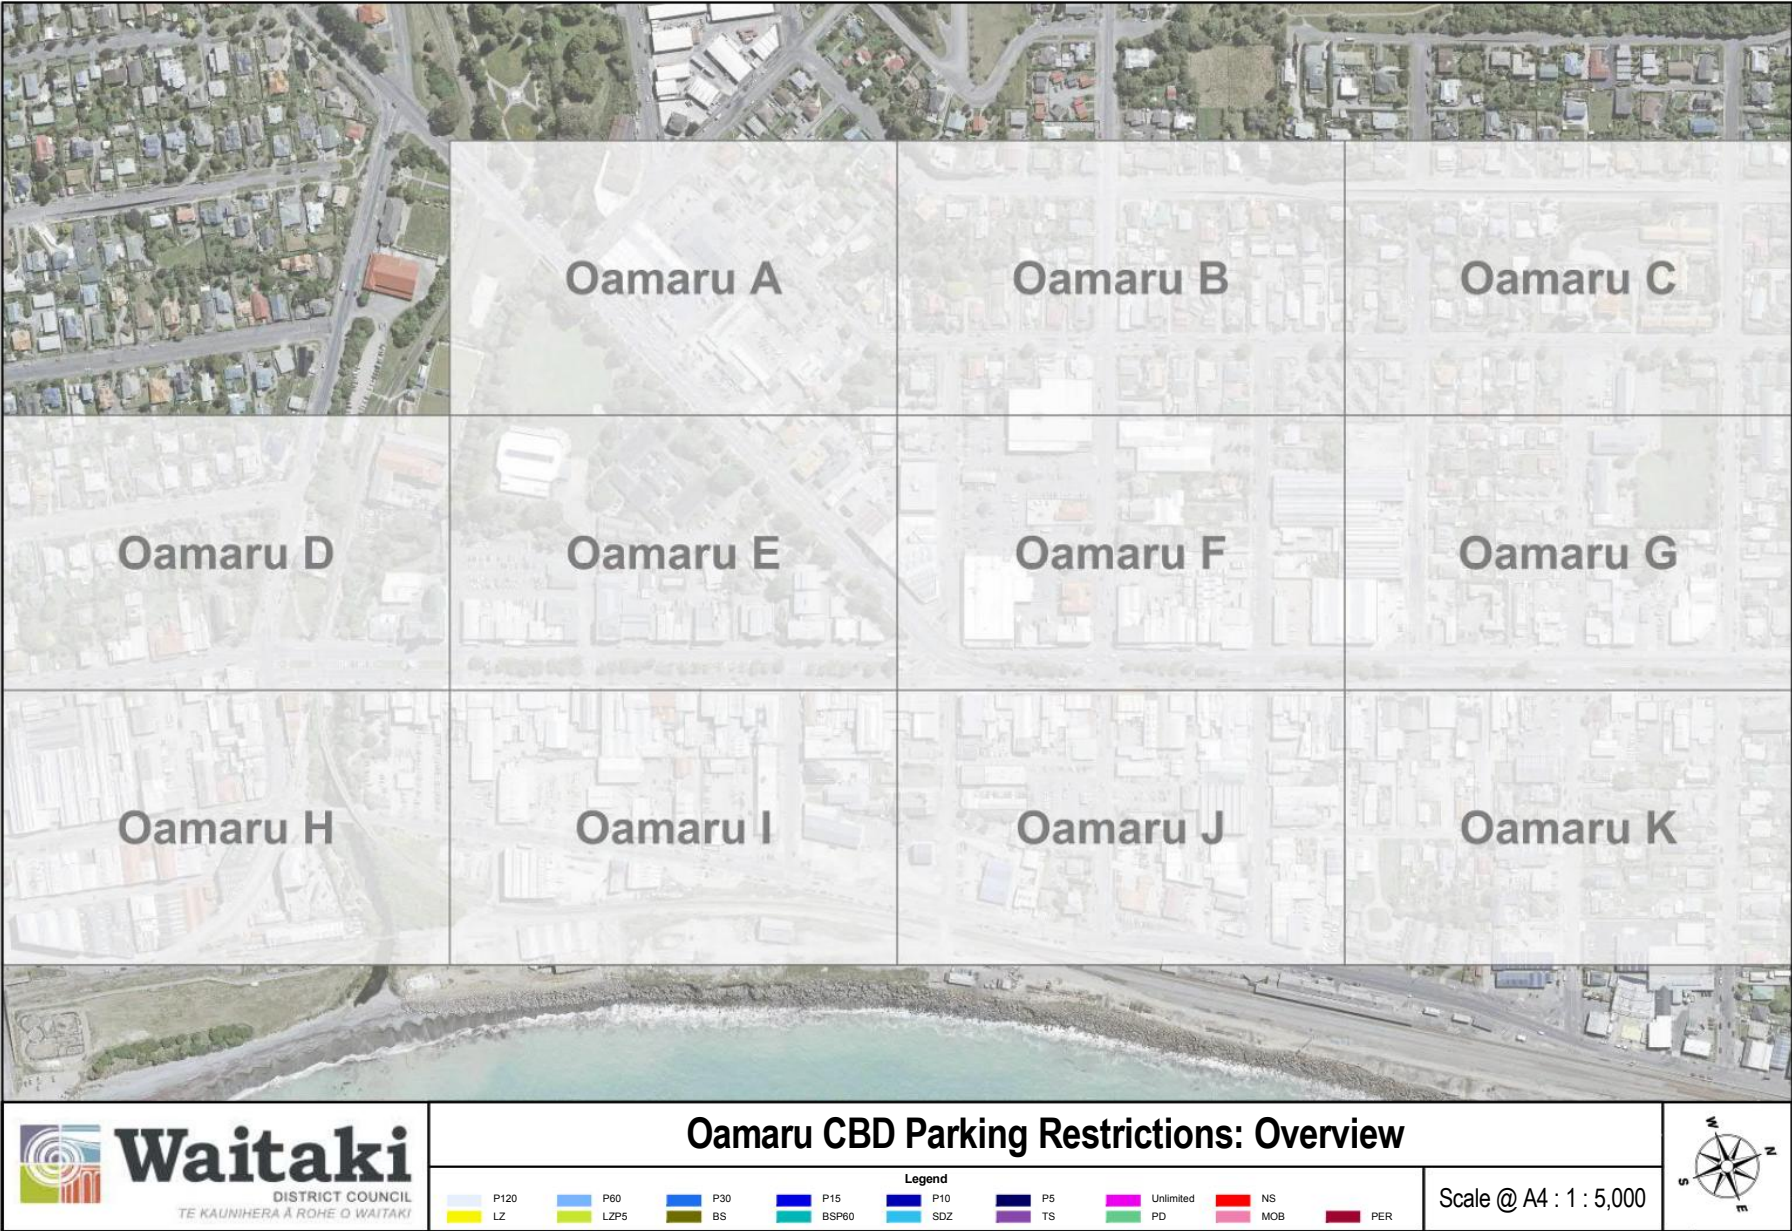 Oamaru A
Oamaru B
Oamaru C
Oamaru D
Oamaru E
Oamaru F
Oamaru G
Oamaru H
Oamaru I
Oamaru J
Oamaru K
Waitaki
DISTRICT COUNCIL
TE KAUNIHERA Ā ROHE O WAITAKI
Oamaru CBD Parking Restrictions: Overview
Legend
P120 P60 P30 P15 P10 P5 Unlimited NS
LZ LZP5 BS BSP60 SDZ TS PD MOB PER
Scale @ A4 : 1 : 5,000
W
N
S
E